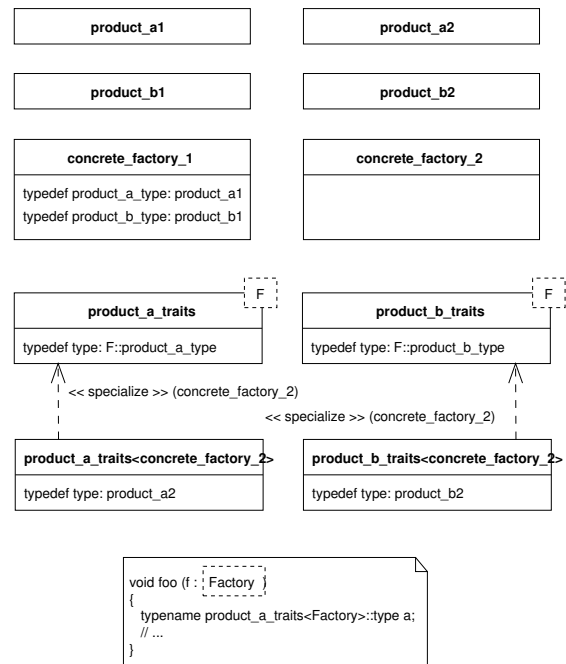 product_a1
product_a2
product_b1
product_b2
concrete_factory_1
typedef product_a_type: product_a1
typedef product_b_type: product_b1
concrete_factory_2
F
product_a_traits
typedef type: F::product_a_type
F
product_b_traits
typedef type: F::product_b_type
<< specialize >> (concrete_factory_2)
<< specialize >> (concrete_factory_2)
product_a_traits<concrete_factory_2>
typedef type: product_a2
product_b_traits<concrete_factory_2>
typedef type: product_b2
void foo (f : Factory )
{
typename product_a_traits<Factory>::type a;
// ...
}